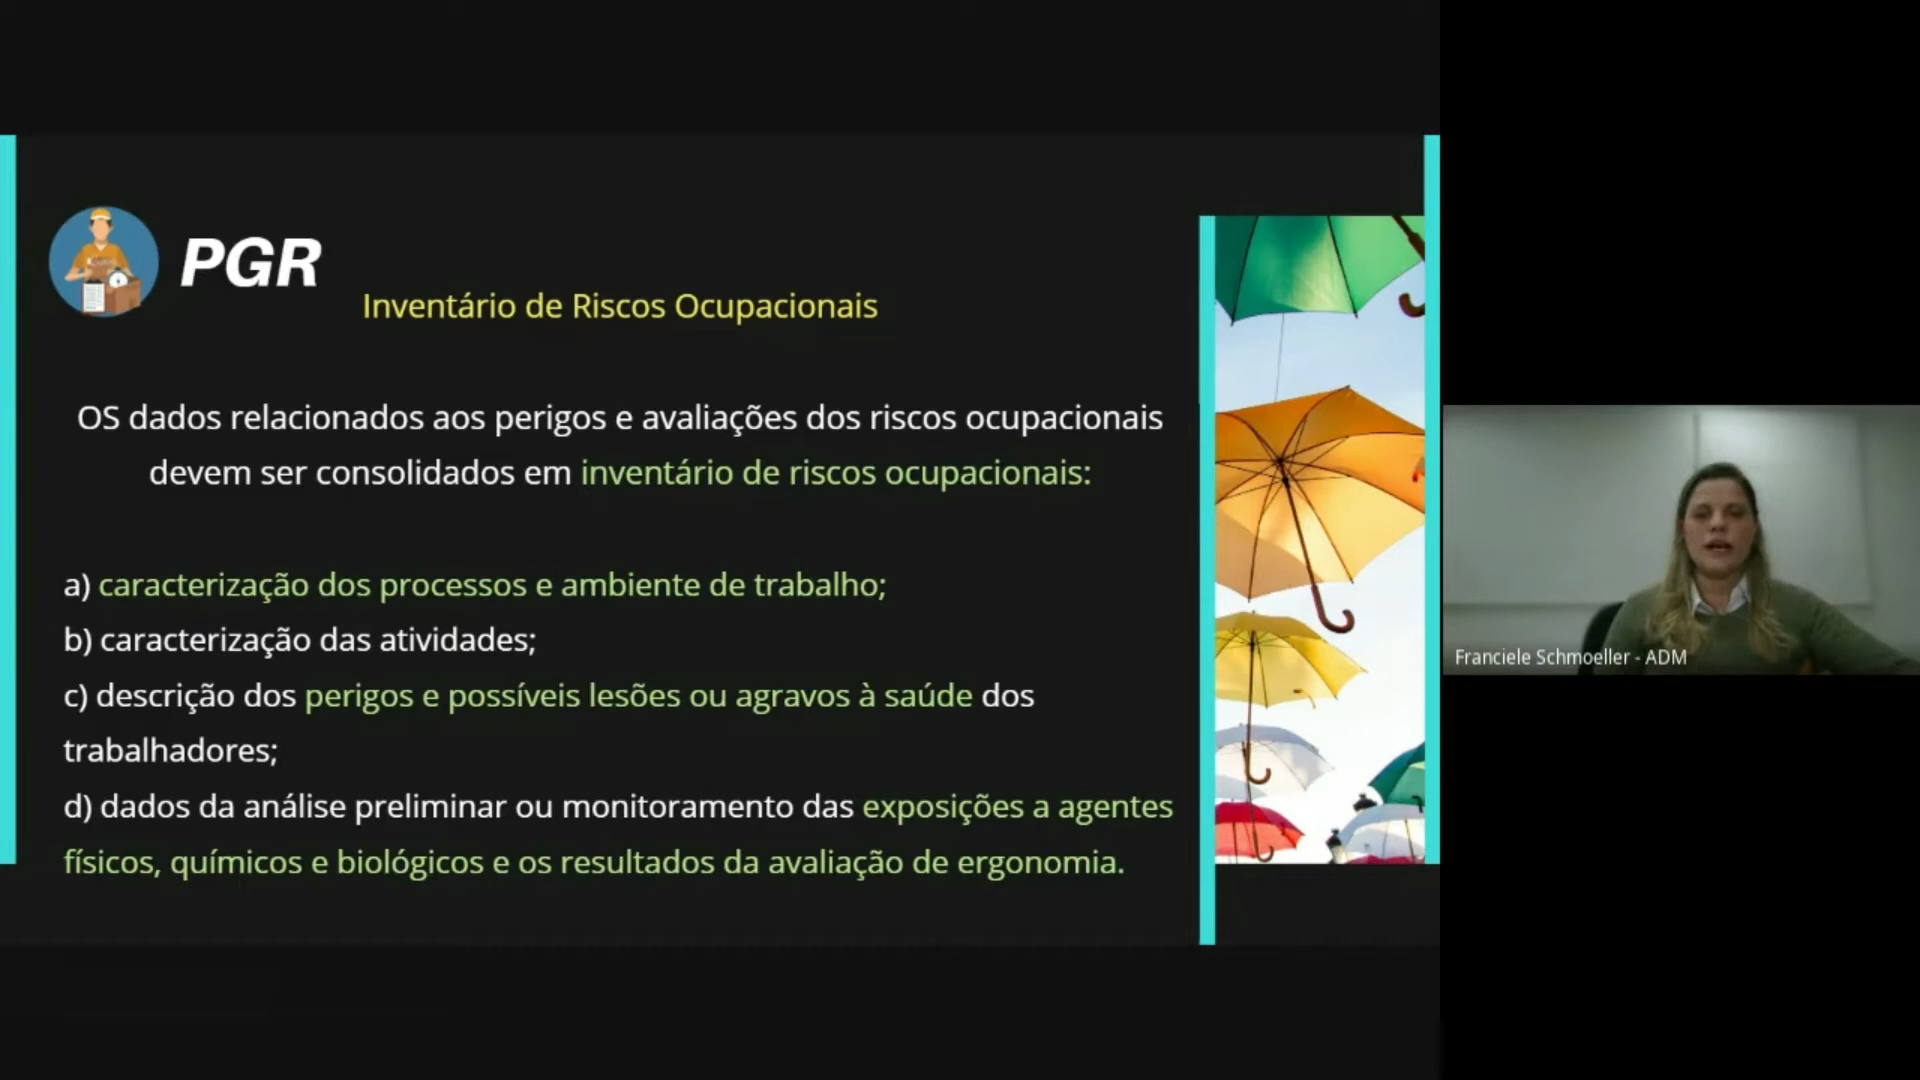 PGR
Inventário de Riscos Ocupacionais
OS dados relacionados aos perigos e avaliações dos riscos ocupacionais
devem ser consolidados em inventário de riscos ocupacionais:
a) caracterização dos processos e ambiente de trabalho;
b) caracterização das atividades;
c) descrição dos perigos e possíveis lesões ou agravos à saúde dos
trabalhadores;
d) dados da análise preliminar ou monitoramento das exposições a agentes
físicos, químicos e biológicos e os resultados da avaliação de ergonomia.
Franciele Schmoeller - ADM